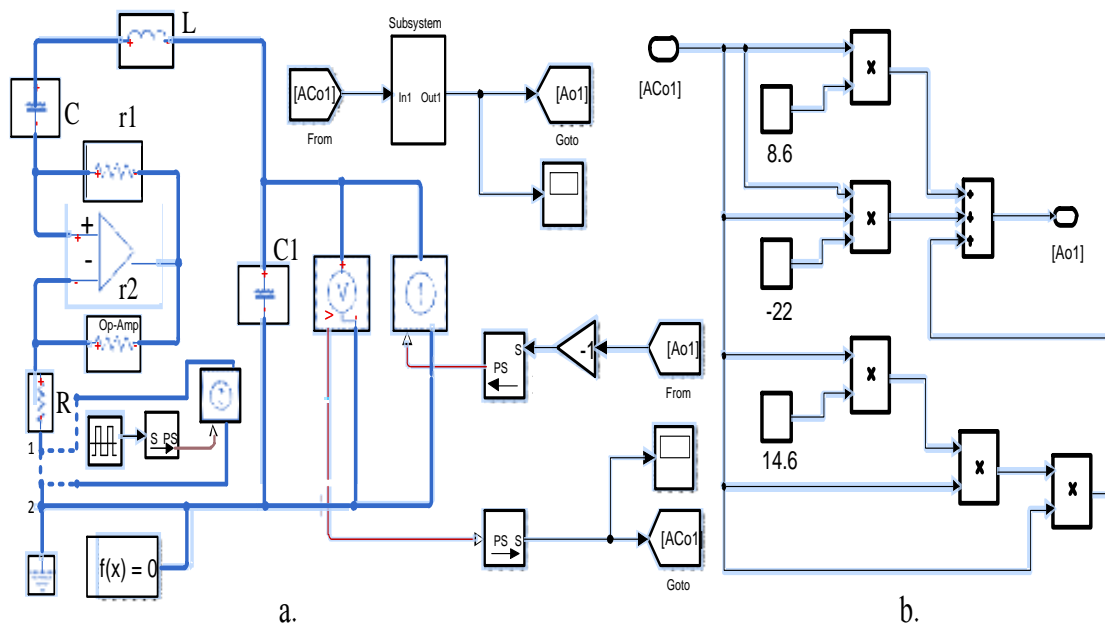 L
Subsystem
[ACo1]
In1 Out1
[Ao1]
From
Goto
C
r1
+
-
r2
Op-Amp
C1
V
R
S PS
1
2
f(x) = 0
S
PS
-1
[Ao1]
From
PS S
[ACo1
Goto
a.
[ACo1]
x
8.6
x
-22
[Ao1]
x
14.6
x
x
b.